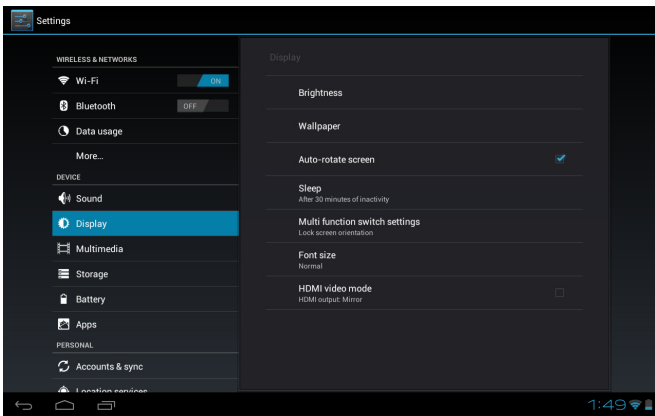 Settings
WIRELESS & NETWORKS
Wi-Fi
ON
Bluetooth
OFF
Data usage
More...
DEVICE
Sound
Display
Multimedia
Storage
Battery
Apps
PERSONAL
Accounts & sync
Location services
Display
Brightness
Wallpaper
Auto-rotate screen
Sleep
After 30 minutes of inactivity
Multi function switch settings
Lock screen orientation
Font size
Normal
HDMI video mode
HDMI output: Mirror
1:49